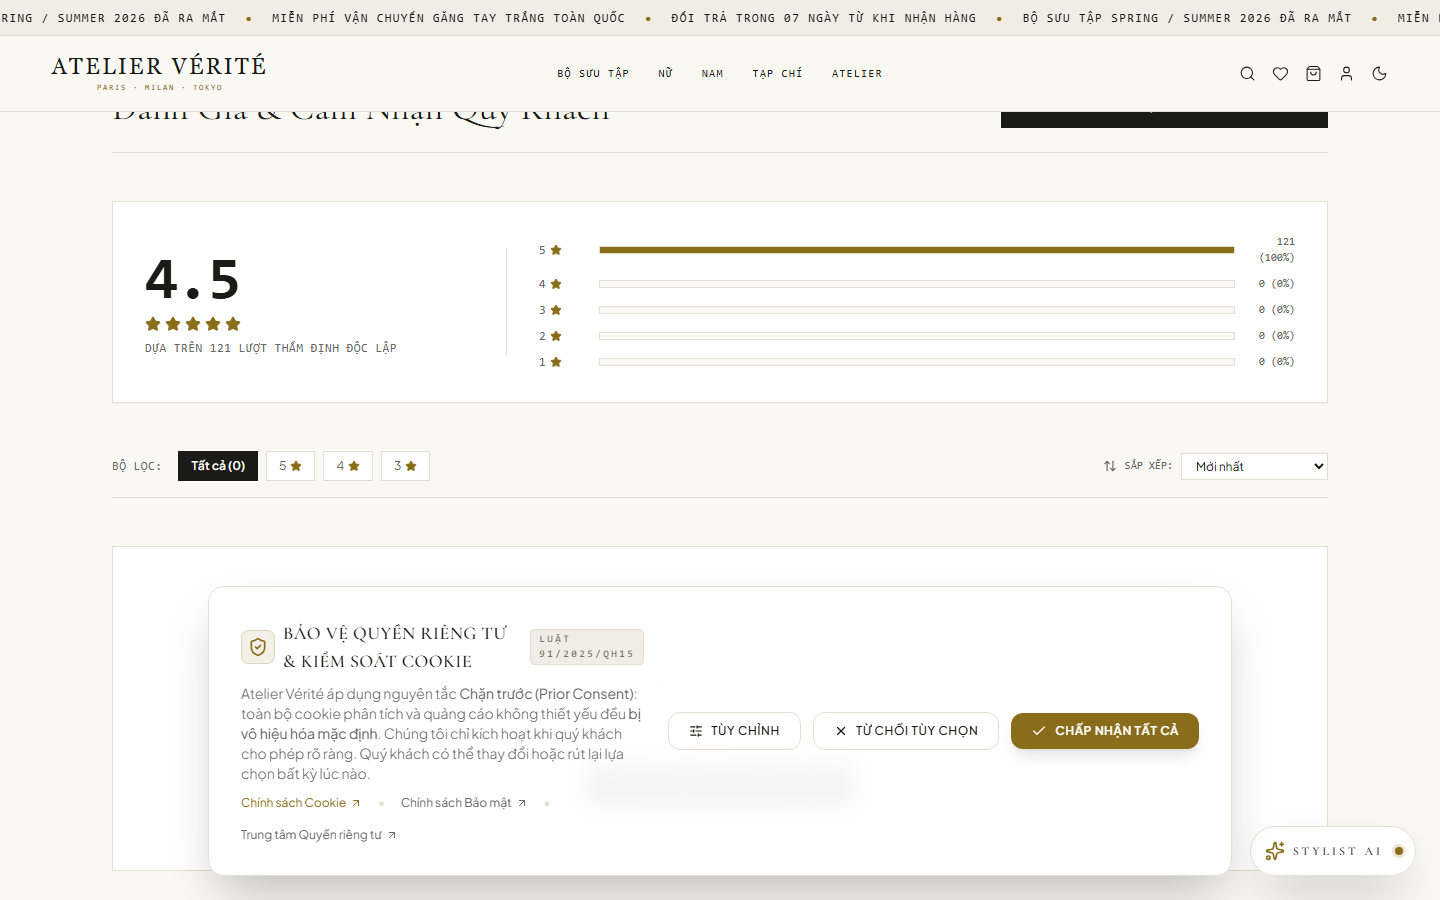 RING / SUMMER 2026 ĐÃ RA MẮT • MIỄN PHÍ VẬN CHUYỂN GĂNG TAY TRẮNG TOÀN QUỐC • ĐỔI TRẢ TRONG 07 NGÀY TỪ KHI NHẬN HÀNG • BỘ SƯU TẬP SPRING / SUMMER 2026 ĐÃ RA MẮT • MIỄN
ATELIER VÉRITÉ
PARIS · MILAN · TOKYO
BỘ SƯU TẬP NỮ NAM TẠP CHÍ ATELIER
Đánh Giá & Cảm Nhận Quý Khách
4.5
DỰA TRÊN 121 LƯỢT THẨM ĐỊNH ĐỘC LẬP
5 121 (100%)
4 0 (0%)
3 0 (0%)
2 0 (0%)
1 0 (0%)
BỘ LỌC: Tất cả (0) 5 4 3 SẮP XẾP: Mới nhất
BẢO VỆ QUYỀN RIÊNG TƯ
& KIỂM SOÁT COOKIE
LUẬT
91/2025/QH15
Atelier Vérité áp dụng nguyên tắc Chặn trước (Prior Consent):
toàn bộ cookie phân tích và quảng cáo không thiết yếu đều bị
vô hiệu hóa mặc định. Chúng tôi chỉ kích hoạt khi quý khách
cho phép rõ ràng. Quý khách có thể thay đổi hoặc rút lại lựa
chọn bất kỳ lúc nào.
Chính sách Cookie • Chính sách Bảo mật •
Trung tâm Quyền riêng tư
TÙY CHỈNH TỪ CHỐI TÙY CHỌN CHẤP NHẬN TẤT CẢ
STYLIST AI